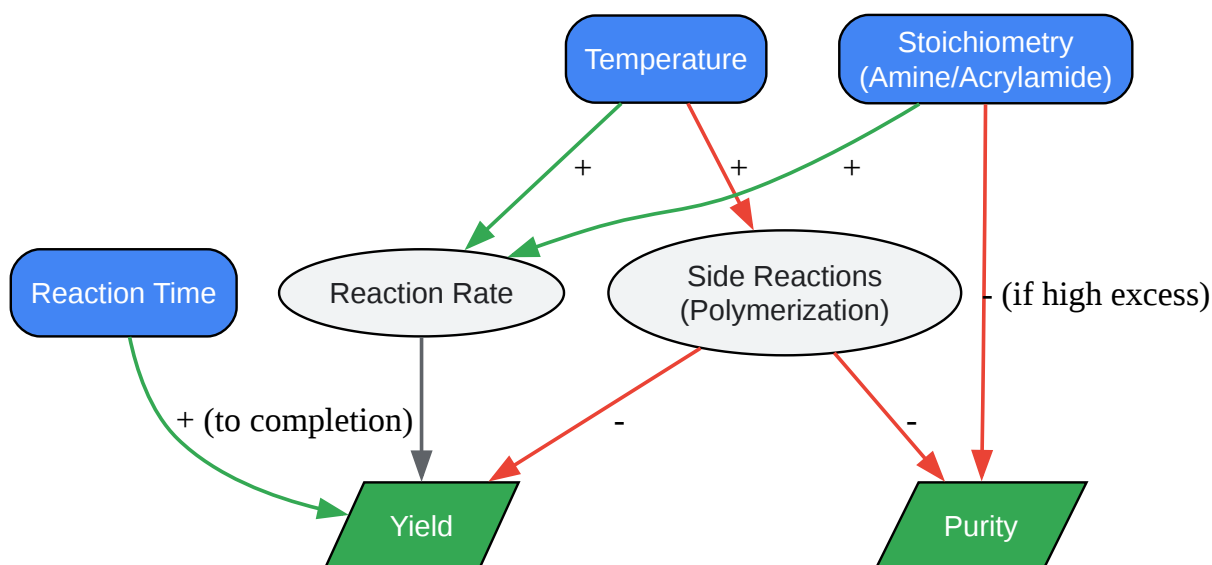 Temperature
Stoichiometry
(Amine/Acrylamide)
+
+
+
Reaction Time
Reaction Rate
Side Reactions
(Polymerization)
- (if high excess)
+ (to completion)
-
-
Yield
Purity